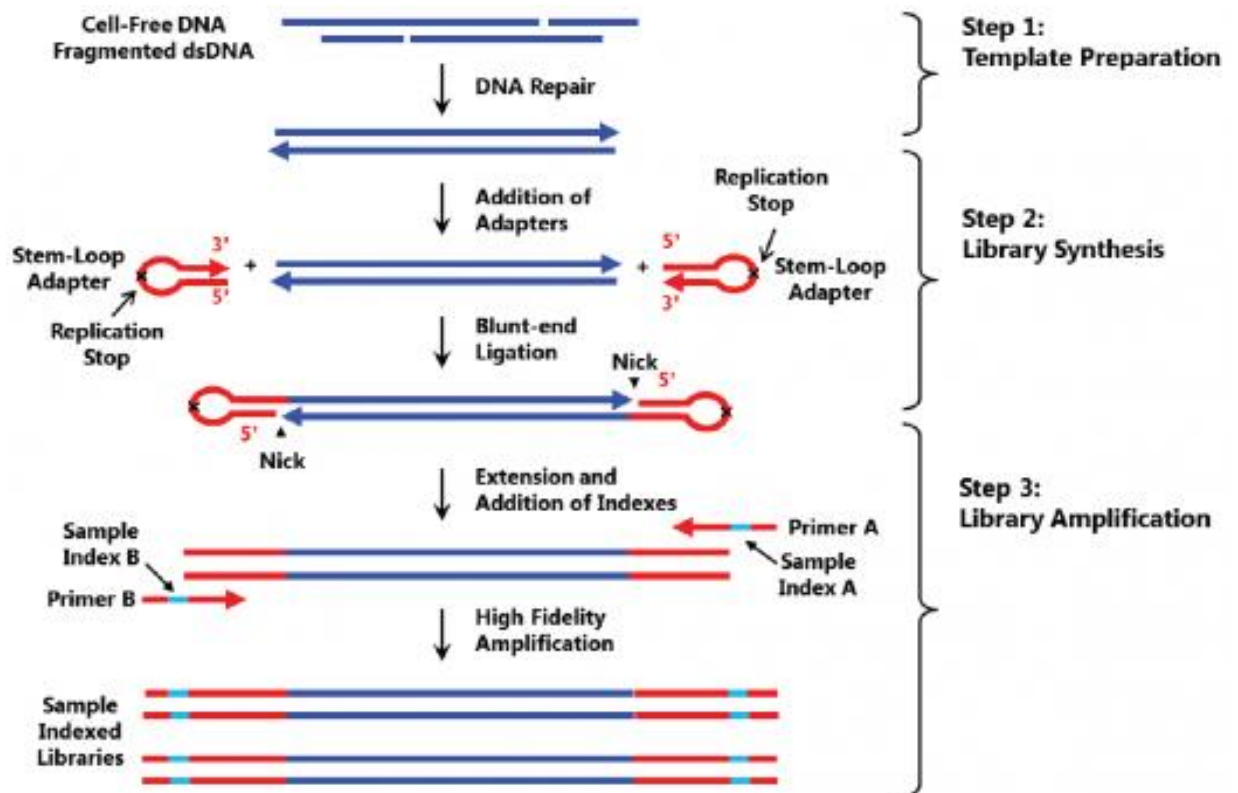 Cell-Free DNA
Fragmented dsDNA
Step 1:
Template Preparation
DNA Repair
Addition of
Adapters
Replication
Stop
Step 2:
Library Synthesis
Stem-Loop
Adapter
3’
5’
+
+
5’
3’
Stem-Loop
Adapter
Replication
Stop
Blunt-end
Ligation
Nick
5’
5’
Nick
Extension and
Addition of Indexes
Step 3:
Library Amplification
Sample
Index B
Primer A
Sample
Index A
Primer B
High Fidelity
Amplification
Sample
Indexed
Libraries